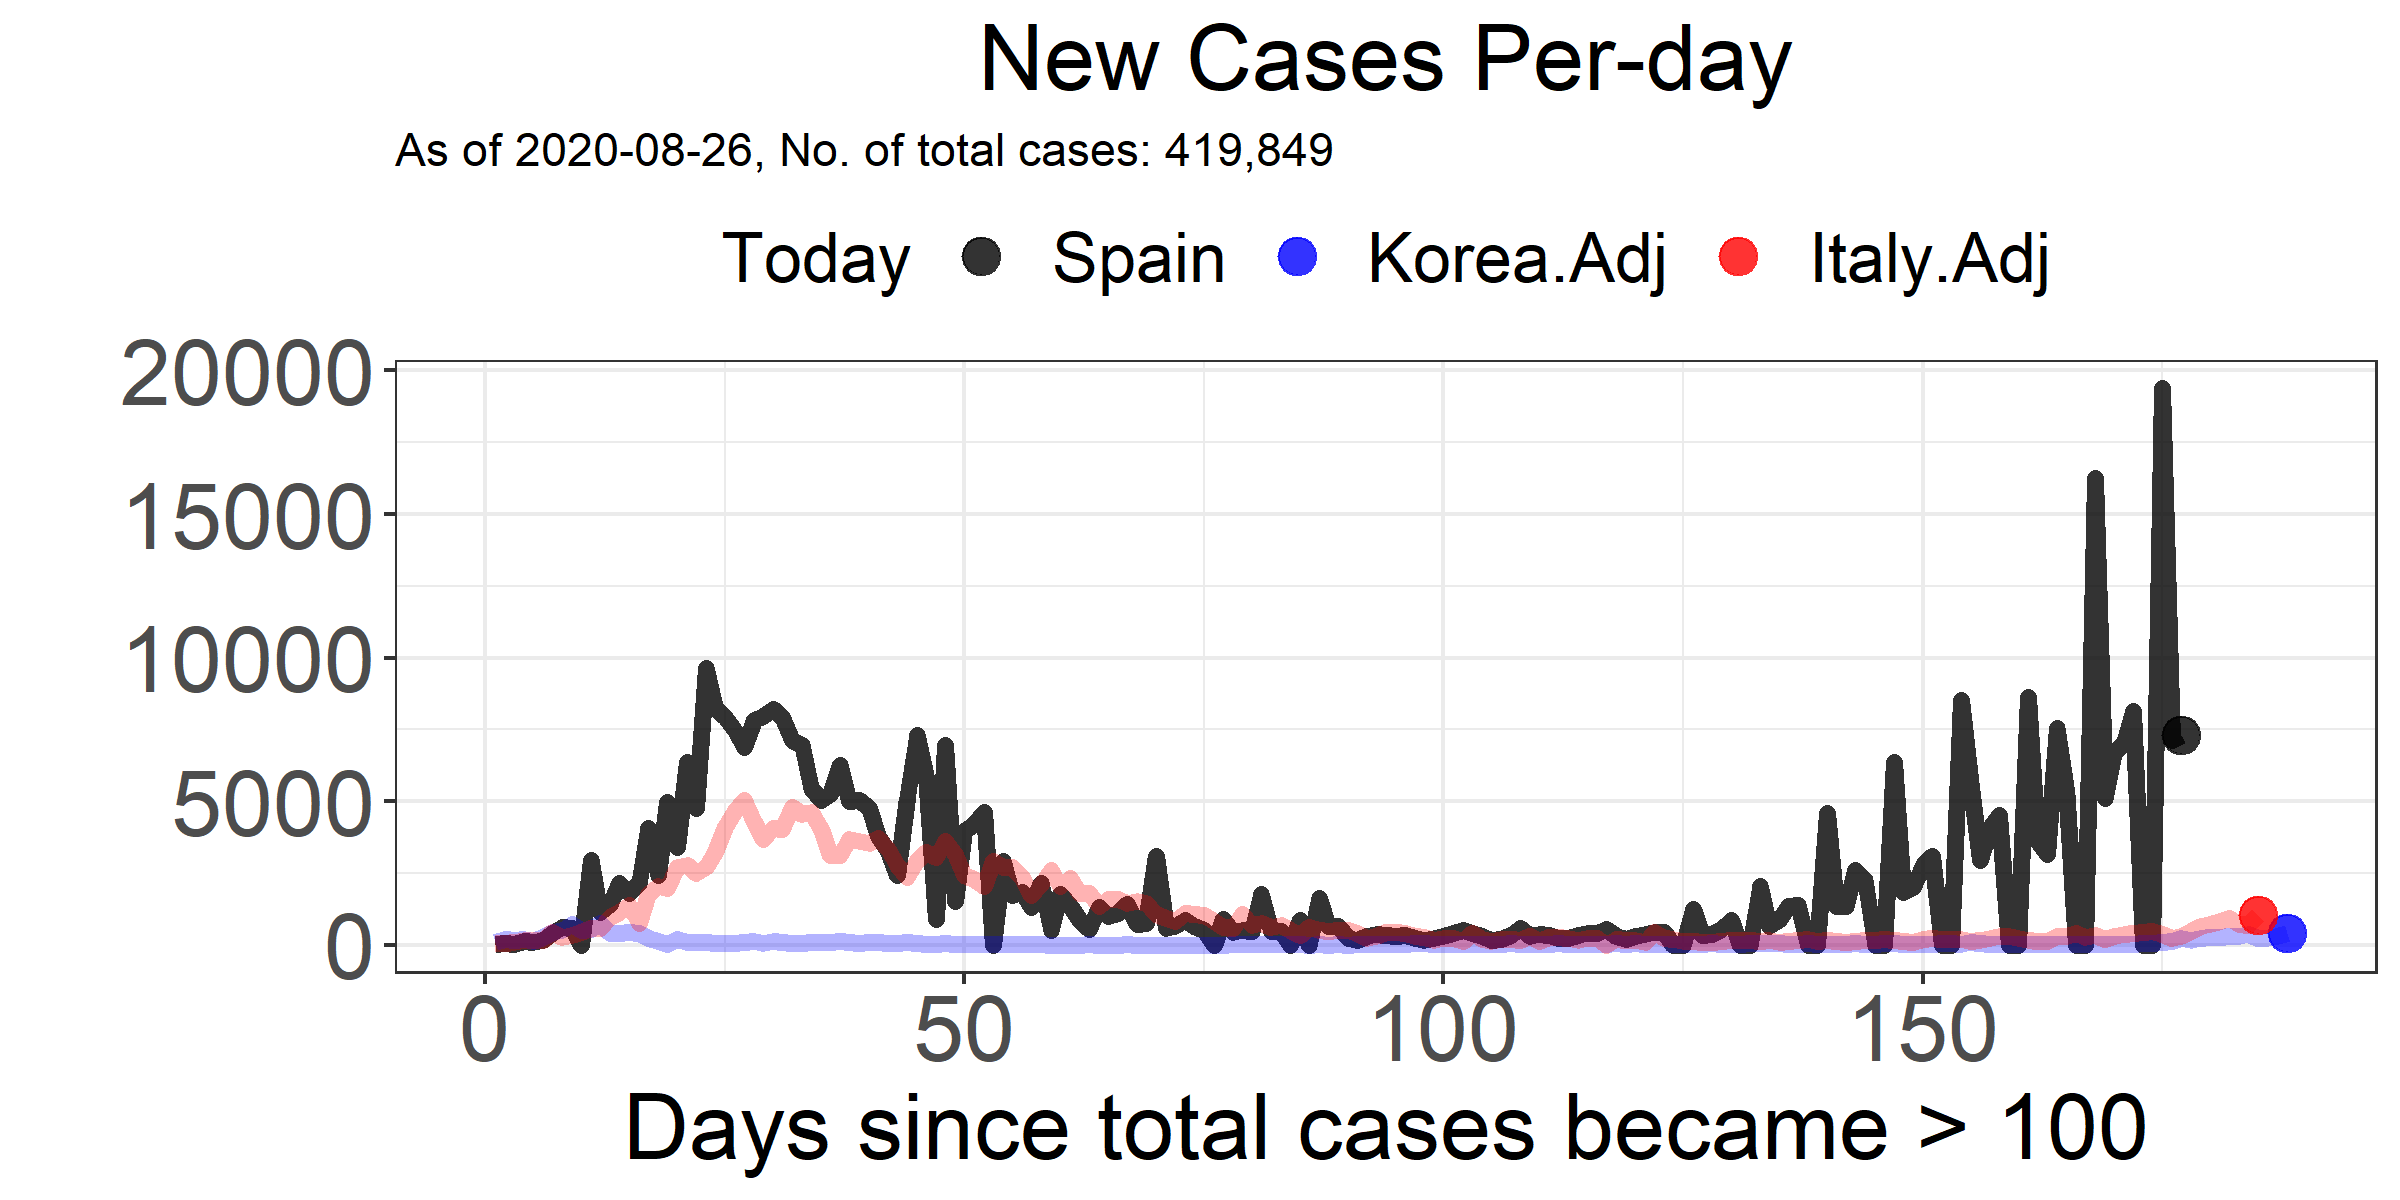 New Cases Per-day
As of 2020-08-26, No. of total cases: 419,849
Today Spain Korea.Adj Italy.Adj
20000
15000
10000
5000
0
0 50 100 150
Days since total cases became > 100